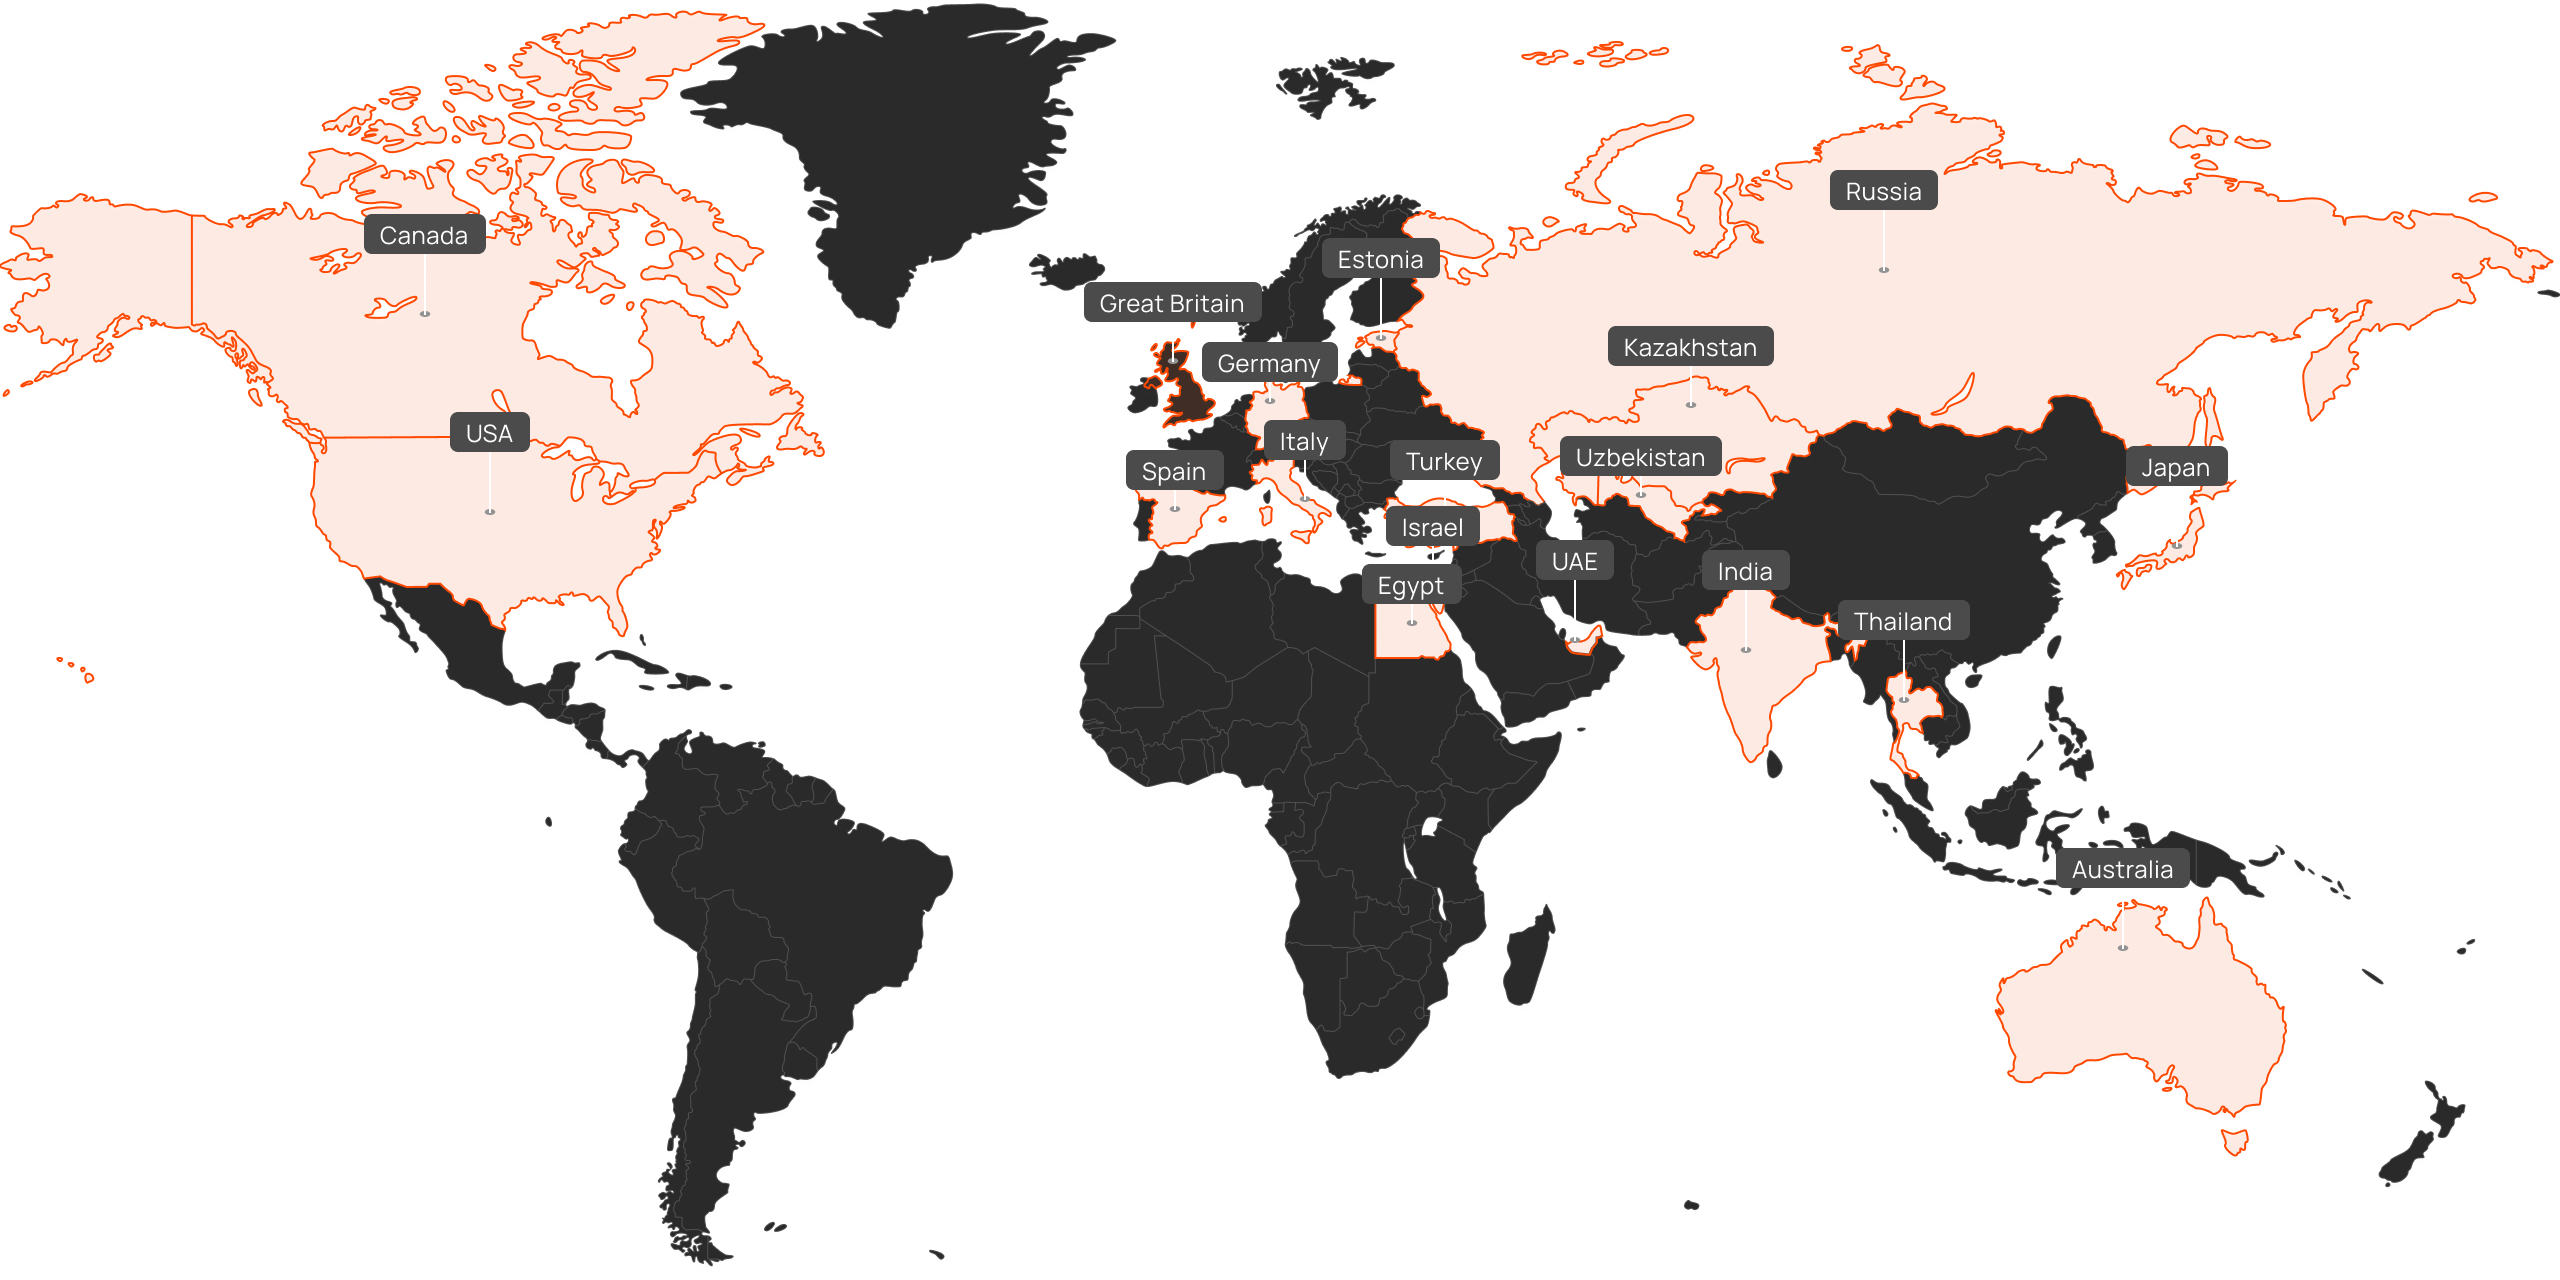 Russia
Canada
Estonia
Great Britain
Kazakhstan
Germany
USA
Italy
Turkey
Uzbekistan
Spain
Japan
Israel
UAE
India
Egypt
Thailand
Australia